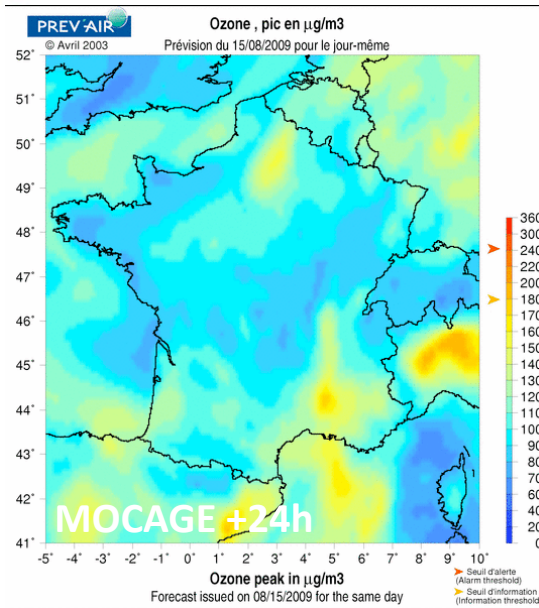 PREV'AIR
© Avril 2003
Ozone , pic en µg/m3
Prévision du 15/08/2009 pour le jour-même
52˚
51˚
50˚
49˚
48˚
47˚
46˚
45˚
44˚
43˚
42˚
41˚
-5˚ -4˚ -3˚ -2˚ -1˚ 0˚ 1˚ 2˚ 3˚ 4˚ 5˚ 6˚ 7˚ 8˚ 9˚ 10˚
MOCAGE +24h
360
300
240
200
180
170
160
150
140
130
120
110
100
90
80
70
60
40
20
0
Ozone peak in µg/m3
Forecast issued on 08/15/2009 for the same day
Seuil d'alerte
(Alarm threshold)
Seuil d'information
(Information threshold